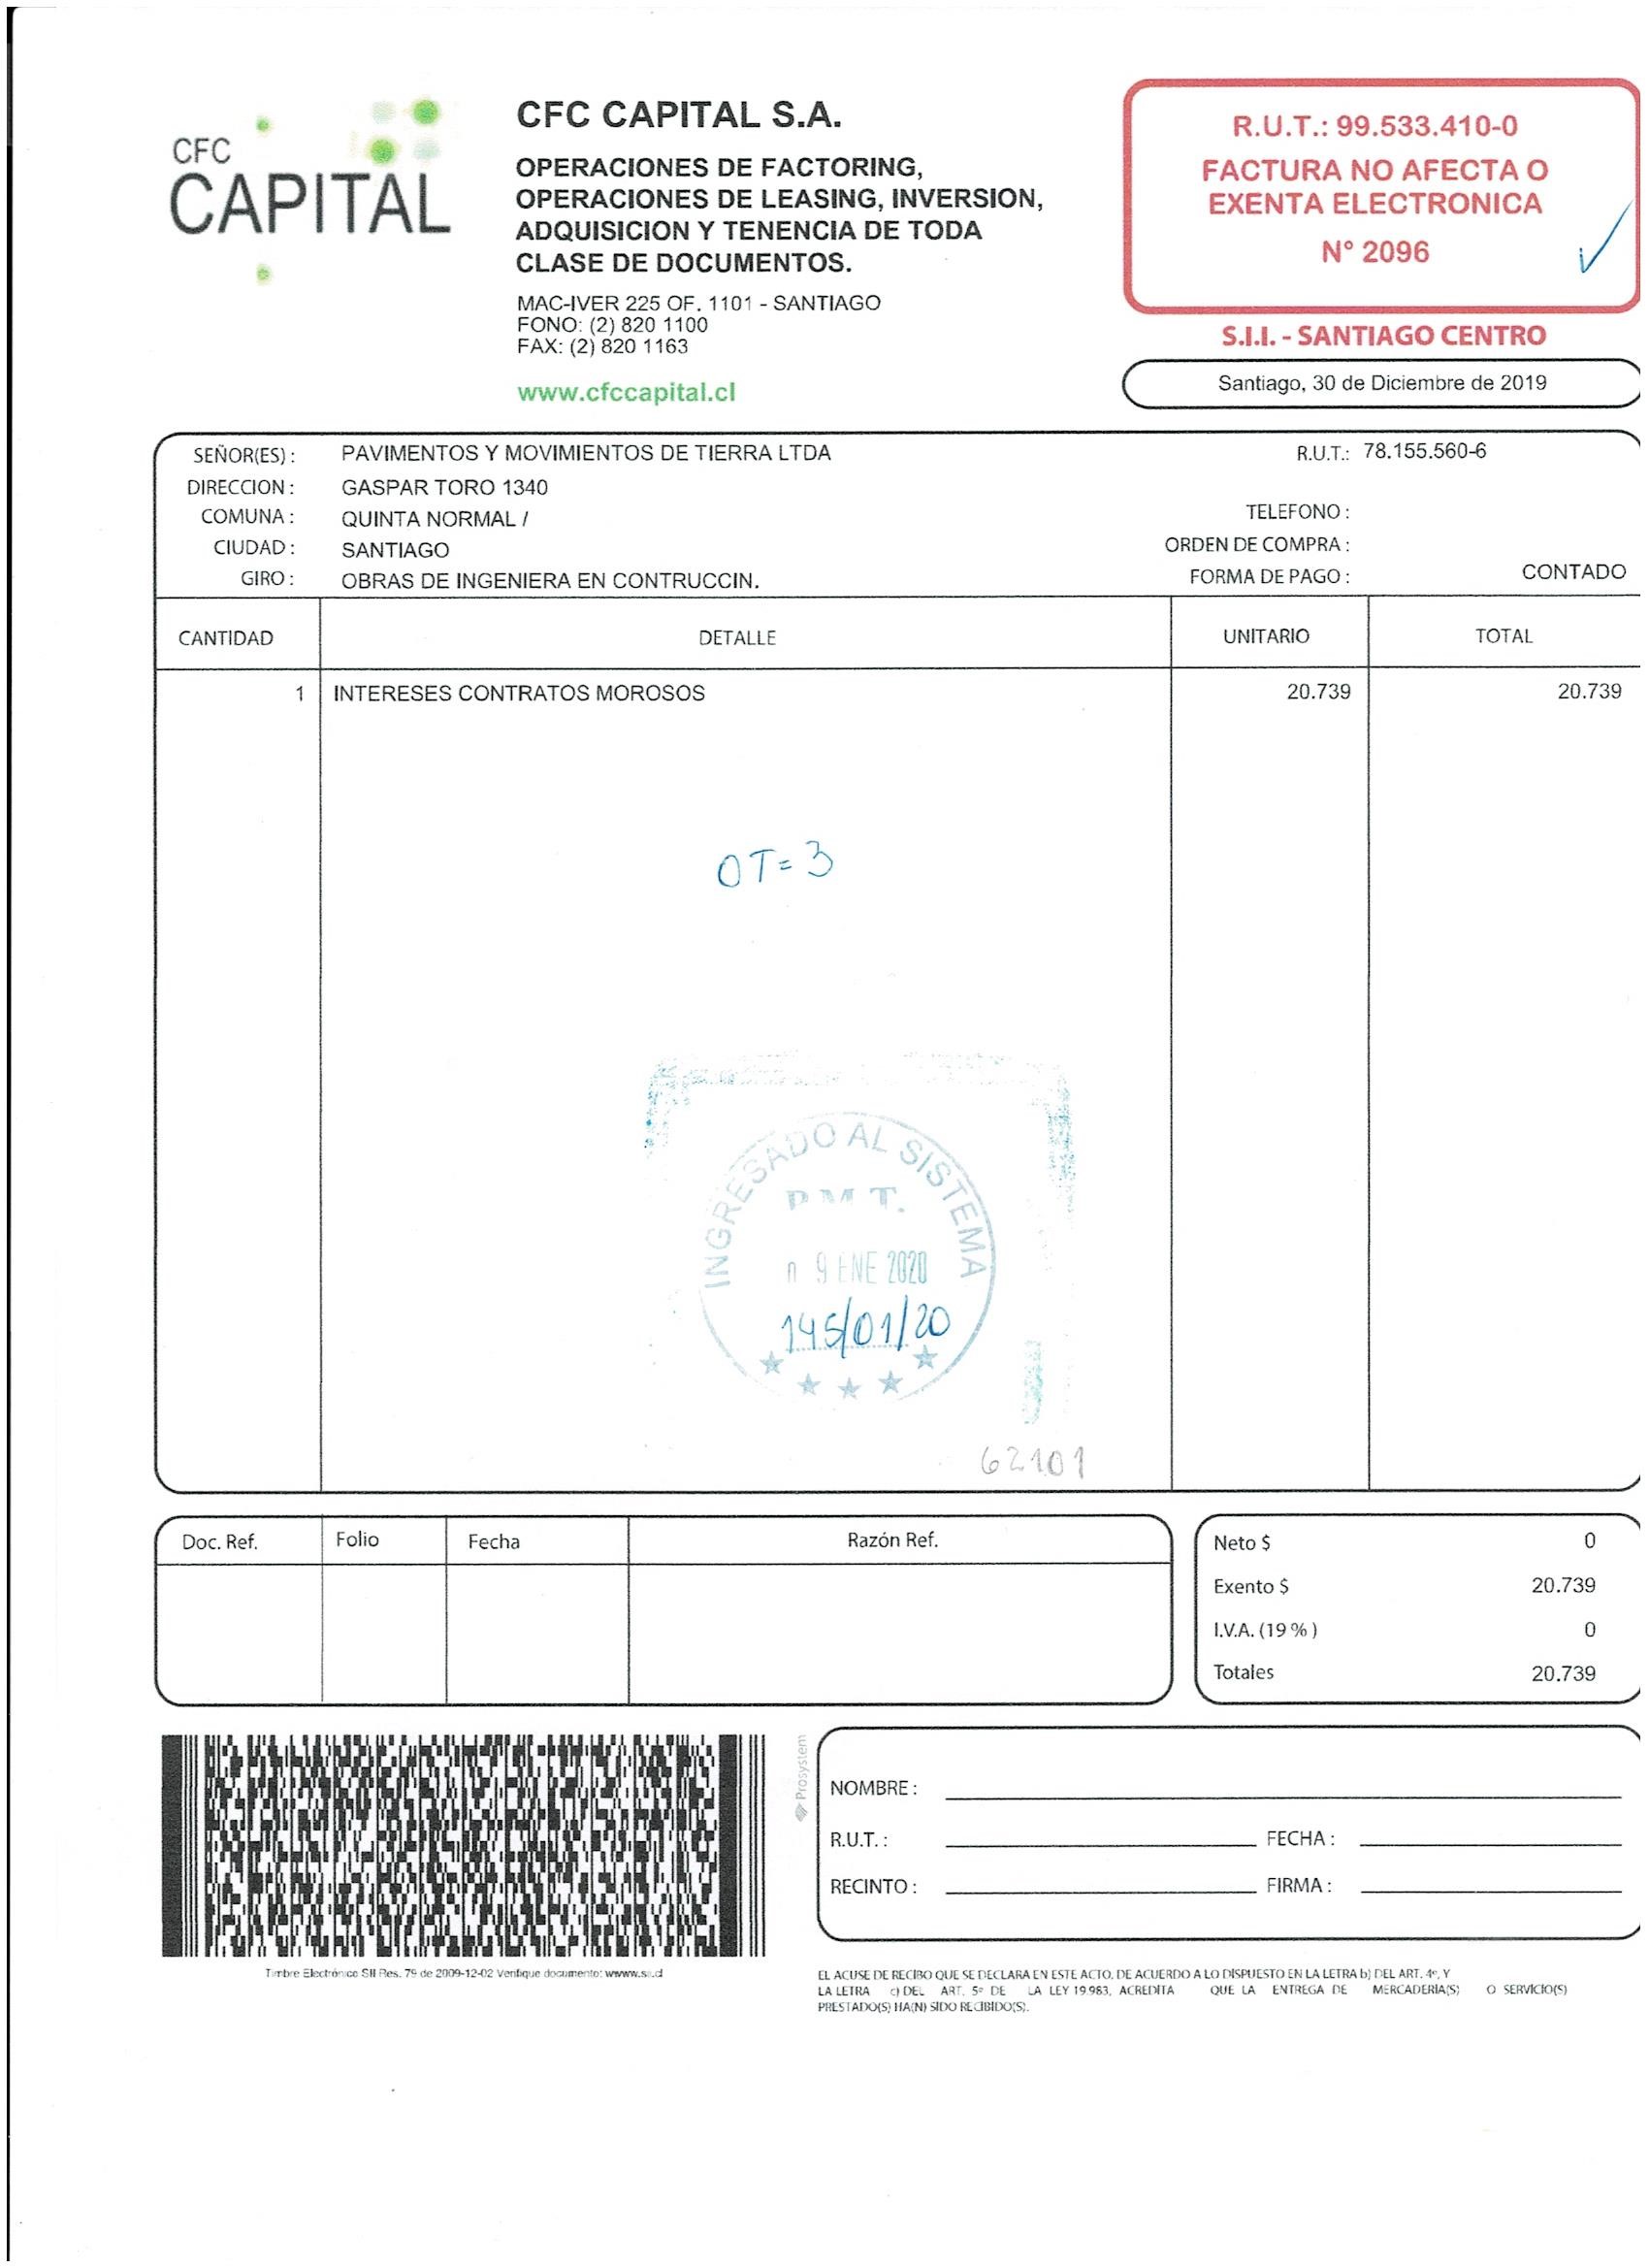 CFC
CAPITAL
CFC CAPITAL S.A.
OPERACIONES DE FACTORING,
OPERACIONES DE LEASING, INVERSION,
ADQUISICION Y TENENCIA DE TODA
CLASE DE DOCUMENTOS.
MAC-IVER 225 OF. 1101 - SANTIAGO
FONO: (2) 820 1100
FAX: (2) 820 1163
www.cfccapital.cl
R.U.T.: 99.533.410-0
FACTURA NO AFECTA O
EXENTA ELECTRONICA
N° 2096
S.I.I. - SANTIAGO CENTRO
Santiago, 30 de Diciembre de 2019
SEÑOR(ES) : PAVIMENTOS Y MOVIMIENTOS DE TIERRA LTDA R.U.T.: 78.155.560-6
DIRECCION : GASPAR TORO 1340
COMUNA : QUINTA NORMAL / TELEFONO :
CIUDAD : SANTIAGO ORDEN DE COMPRA :
GIRO : OBRAS DE INGENIERA EN CONTRUCCIN. FORMA DE PAGO : CONTADO
CANTIDAD DETALLE UNITARIO TOTAL
1 INTERESES CONTRATOS MOROSOS 20.739 20.739
OT=3
INGRESADO AL SISTEMA
P.M.T.
09 ENE 2020
145/01/20
62101
Doc. Ref. Folio Fecha Razón Ref.
Neto $ 0
Exento $ 20.739
I.V.A. (19 % ) 0
Totales 20.739
Prosystem
NOMBRE :
R.U.T. : FECHA :
RECINTO : FIRMA :
Timbre Electrónico SII Res. 79 de 2009-12-02 Verifique documento: www.sii.cl
EL ACUSE DE RECIBO QUE SE DECLARA EN ESTE ACTO, DE ACUERDO A LO DISPUESTO EN LA LETRA b) DEL ART. 4º, Y
LA LETRA c) DEL ART. 5º DE LA LEY 19.983, ACREDITA QUE LA ENTREGA DE MERCADERIA(S) O SERVICIO(S)
PRESTADO(S) HA(N) SIDO RECIBIDO(S).